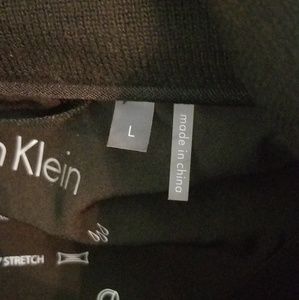 L
made in china
n Klein
STRETCH